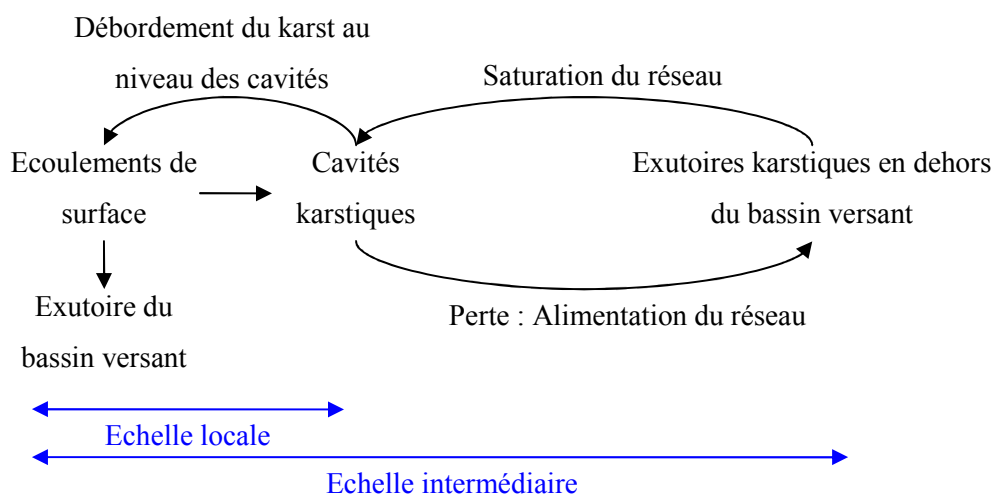 Débordement du karst au
niveau des cavités
Saturation du réseau
Ecoulements de
surface
Cavités
karstiques
Exutoires karstiques en dehors
du bassin versant
Exutoire du
bassin versant
Perte : Alimentation du réseau
Echelle locale
Echelle intermédiaire